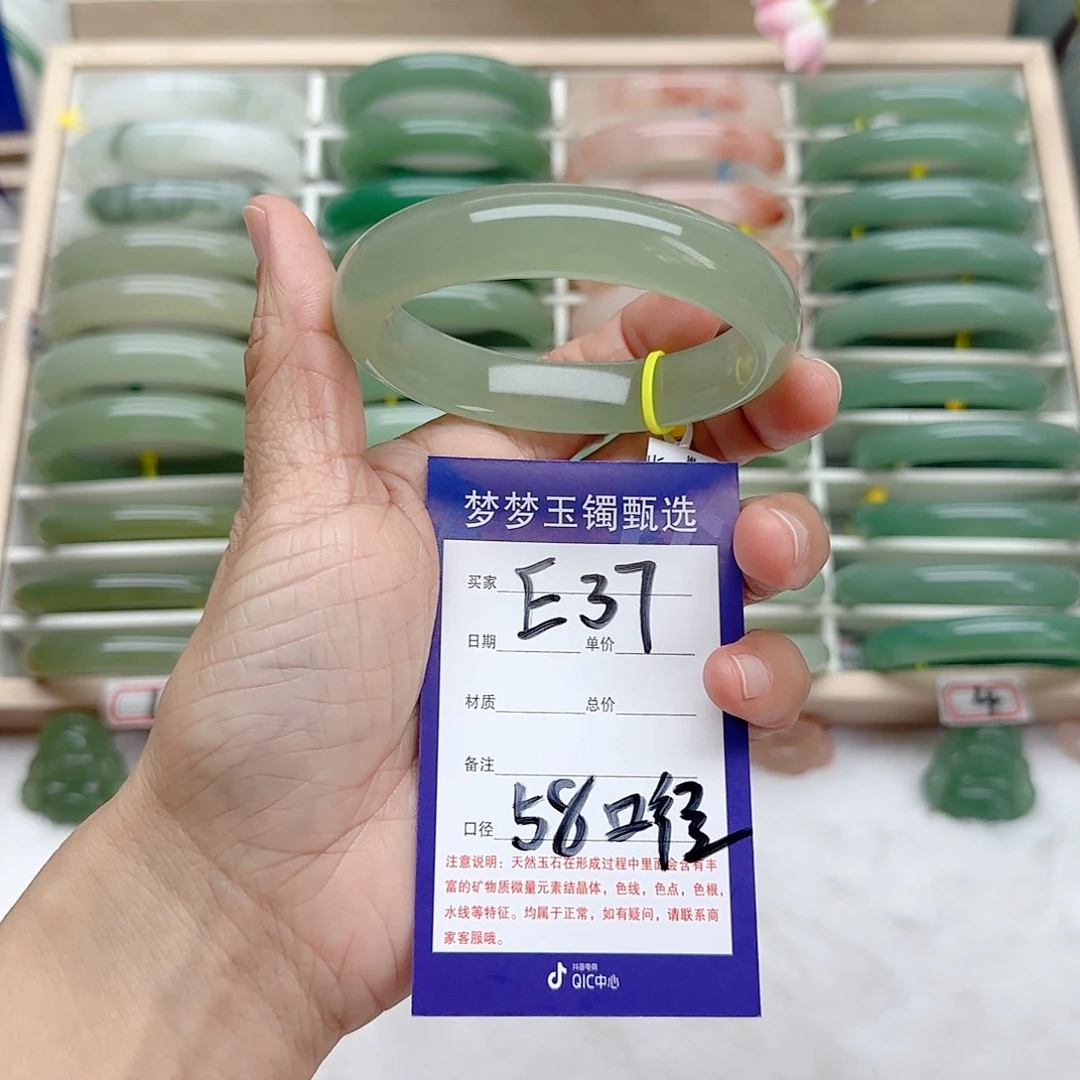 梦梦玉镯甄选
买家 E37
日期 单价
材质 总价
备注
口径 58口径
注意说明：天然玉石在形成过程中里面会含有丰
富的矿物质微量元素结晶体，色线，色点，色根，
水线等特征。均属于正常，如有疑问，请联系商
家客服哦。
抖音电商
QIC中心
1
4